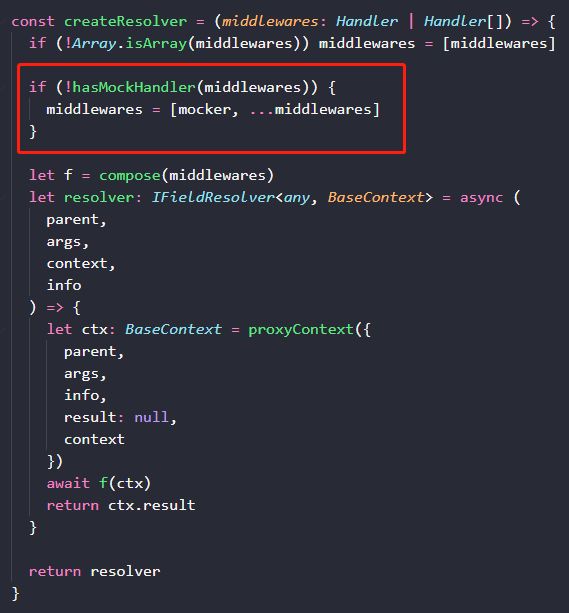 const createResolver = (middlewares: Handler | Handler[]) => {
  if (!Array.isArray(middlewares)) middlewares = [middlewares]
  if (!hasMockHandler(middlewares)) {
    middlewares = [mocker, ...middlewares]
  }
  let f = compose(middlewares)
  let resolver: IFieldResolver<any, BaseContext> = async (
    parent,
    args,
    context,
    info
  ) => {
    let ctx: BaseContext = proxyContext({
      parent,
      args,
      info,
      result: null,
      context
    })
    await f(ctx)
    return ctx.result
  }
  return resolver
}